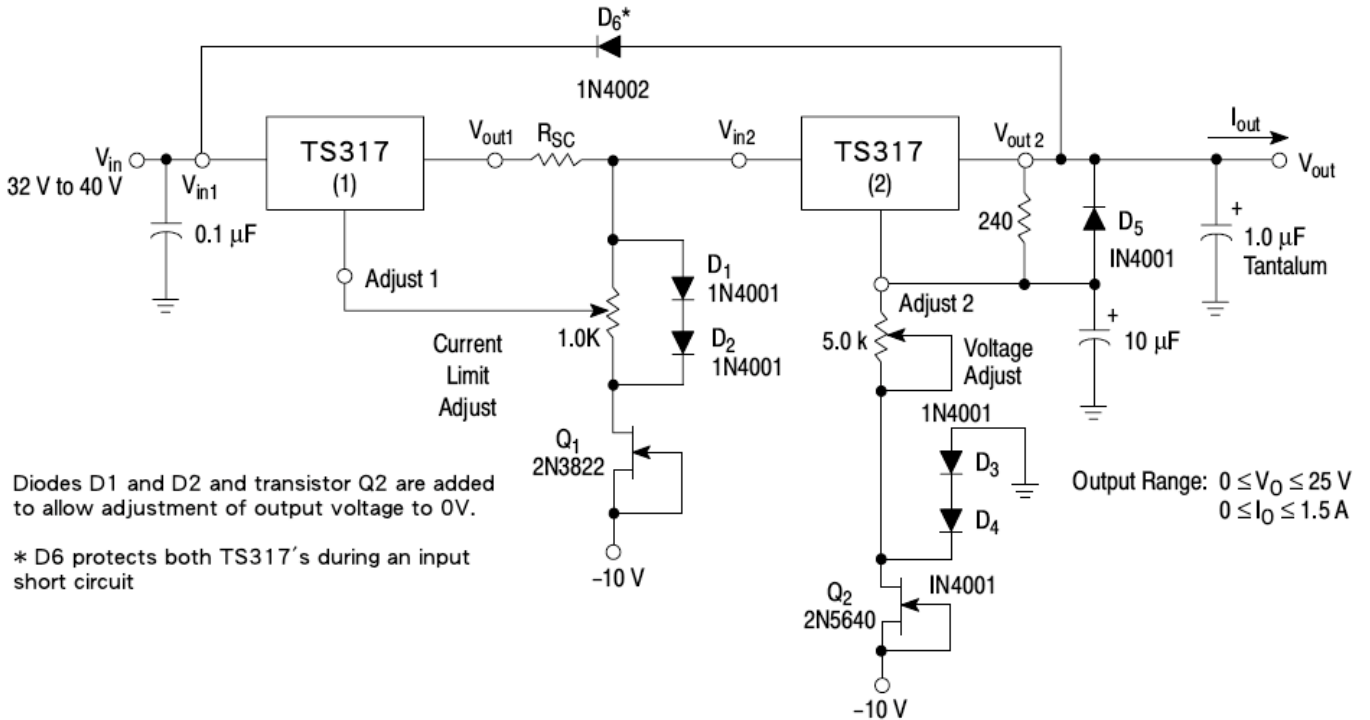 D6*
1N4002
Vin
32 V to 40 V
Vin1
0.1 µF
TS317
(1)
Vout1
RSC
Vin2
TS317
(2)
Vout 2
Iout
Vout
240
D5
IN4001
+
1.0 µF
Tantalum
Adjust 1
Current
Limit
Adjust
1.0K
D1
1N4001
D2
1N4001
Adjust 2
5.0 k
Voltage
Adjust
+
10 µF
1N4001
D3
D4
IN4001
Q1
2N3822
–10 V
Q2
2N5640
–10 V
Diodes D1 and D2 and transistor Q2 are added
to allow adjustment of output voltage to 0V.
* D6 protects both TS317′s during an input
short circuit
Output Range: 0 ≤ VO ≤ 25 V
0 ≤ IO ≤ 1.5 A